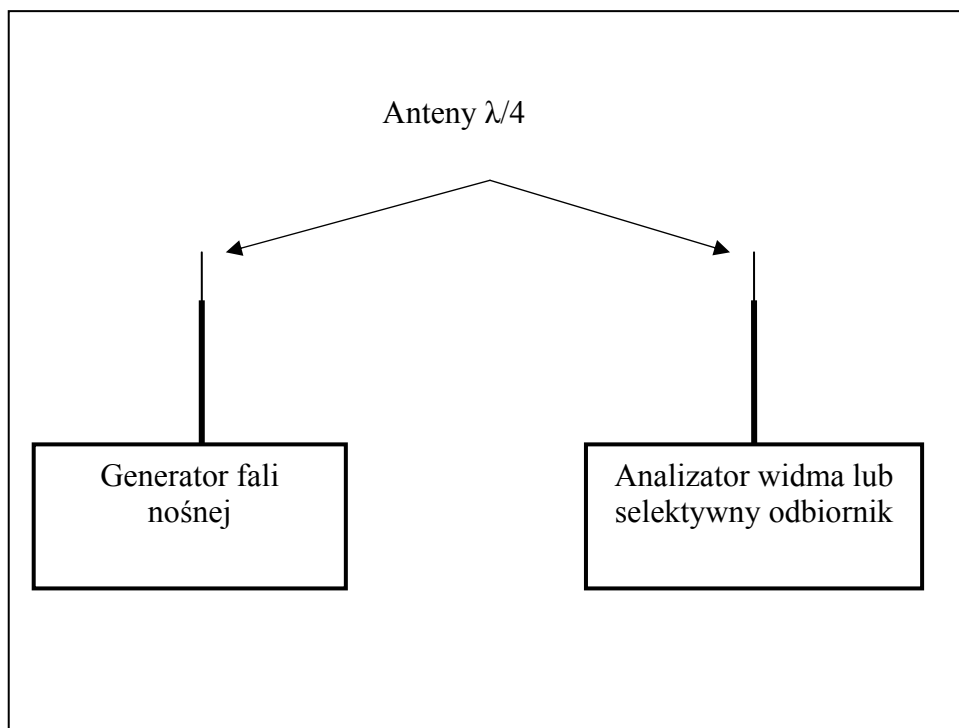 Anteny λ/4
Generator fali
nośnej
Analizator widma lub
selektywny odbiornik